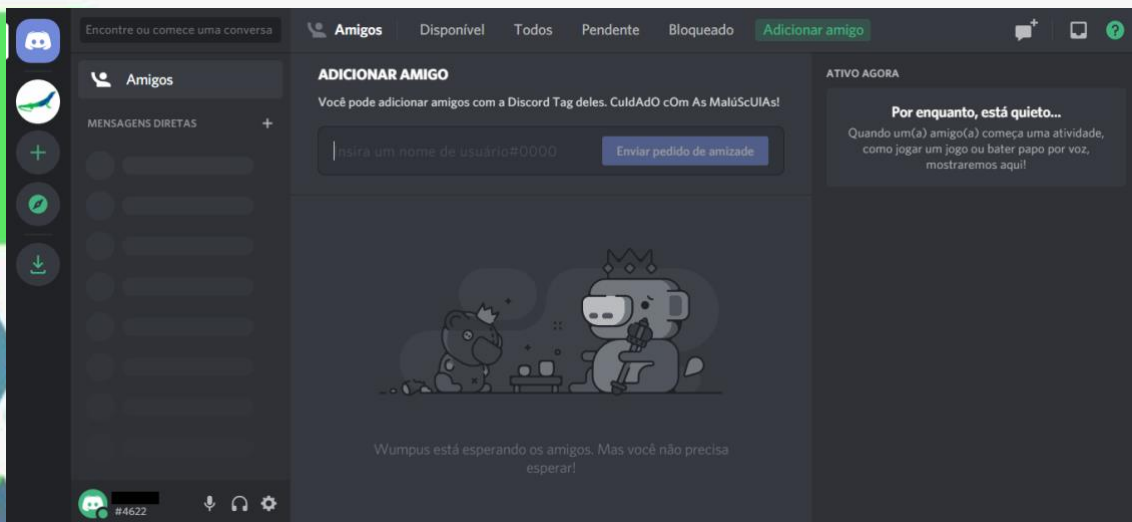 Encontre ou comece uma conversa
Amigos
Disponível
Todos
Pendente
Bloqueado
Adicionar amigo
?
Amigos
MENSAGENS DIRETAS
+
ADICIONAR AMIGO
Você pode adicionar amigos com a Discord Tag deles. CuIdAdO cOm As MaIúScUlAs!
Insira um nome de usuário#0000
Enviar pedido de amizade
ATIVO AGORA
Por enquanto, está quieto...
Quando um(a) amigo(a) começa uma atividade,
como jogar um jogo ou bater papo por voz,
mostraremos aqui!
Wumpus está esperando os amigos. Mas você não precisa
esperar!
#4622